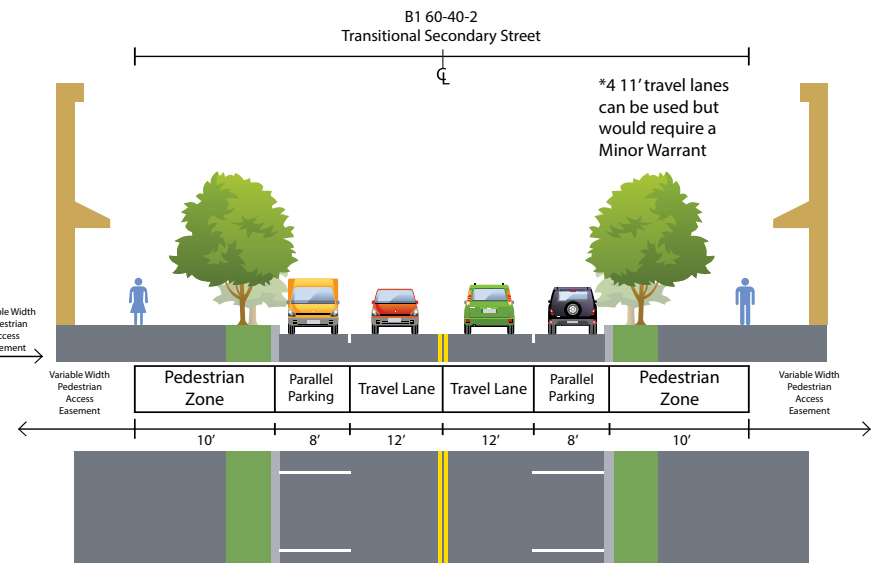 B1 60-40-2
Transitional Secondary Street
℄
*4 11’ travel lanes
can be used but
would require a
Minor Warrant
Width
Variable Width
Pedestrian
Access
Easement
Pedestrian
Zone
Parallel
Parking
Travel Lane
Travel Lane
Parallel
Parking
Pedestrian
Zone
Variable Width
Pedestrian
Access
Easement
10’
8’
12’
12’
8’
10’